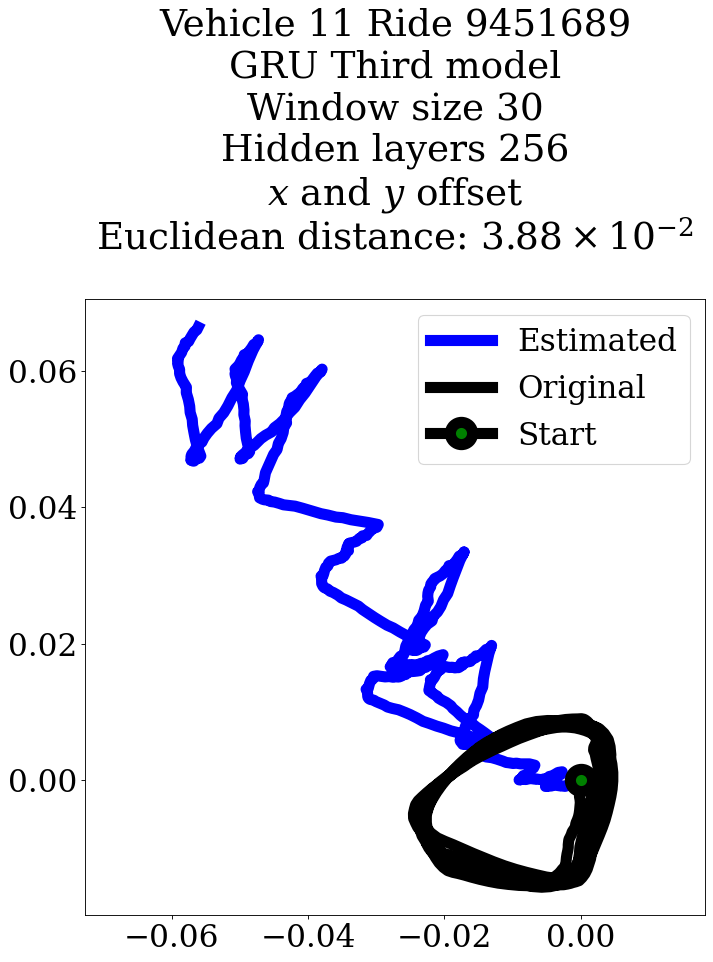 Vehicle 11 Ride 9451689
GRU Third model
Window size 30
Hidden layers 256
x and y offset
Euclidean distance: 3.88 × 10⁻²
Estimated
Original
Start
0.06
0.04
0.02
0.00
−0.06 −0.04 −0.02 0.00